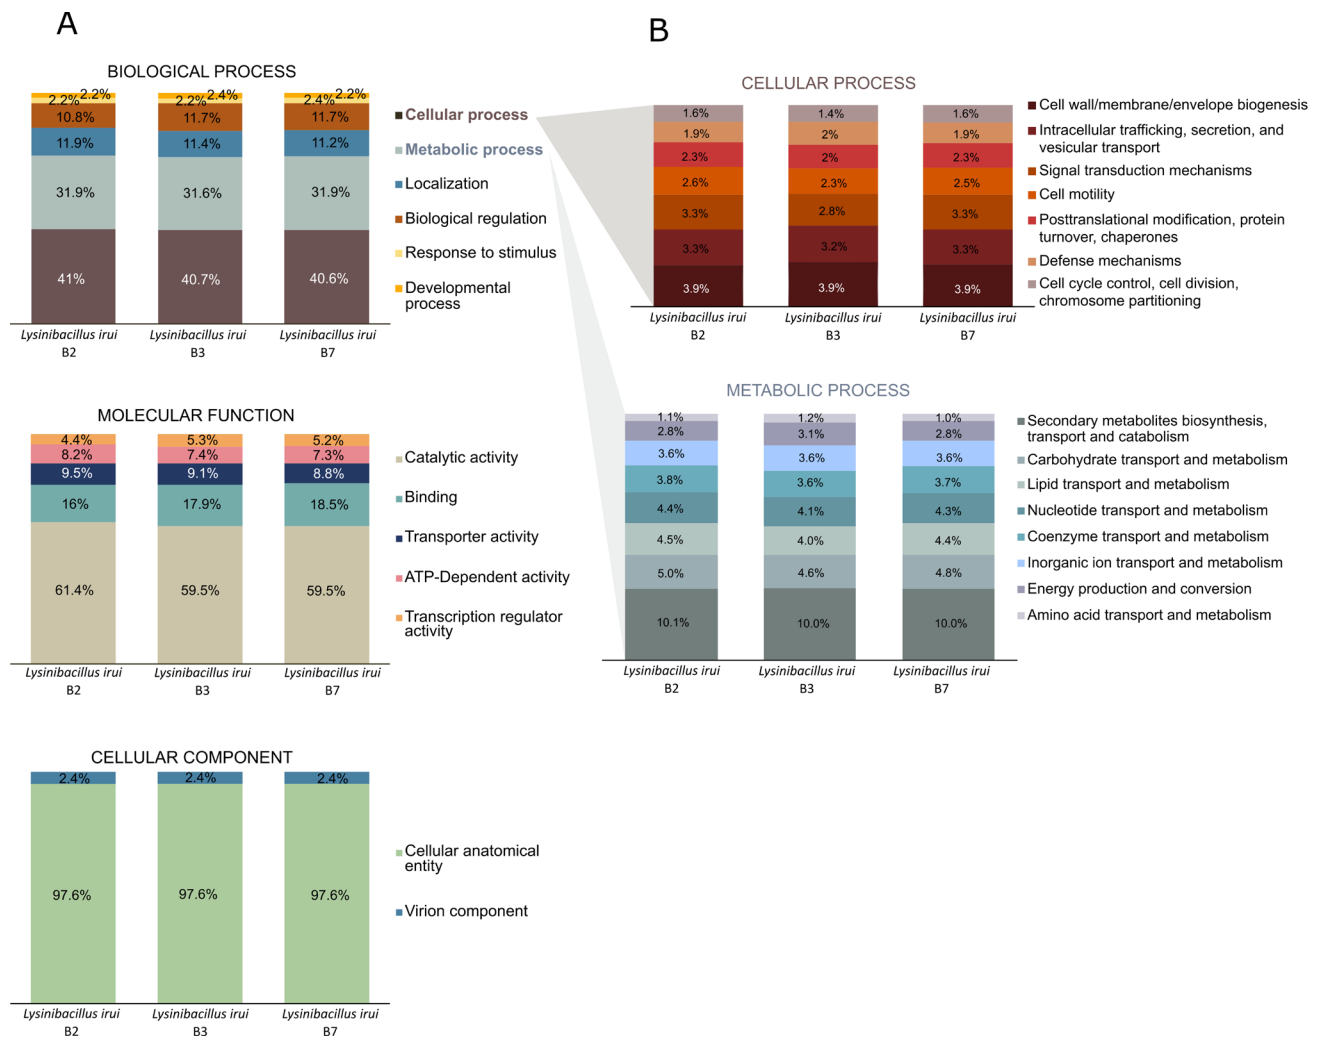 A
BIOLOGICAL PROCESS
2.2% 2.2% 2.4% 2.2% 2.2% 2.4%
10.8% 11.7% 11.7%
11.9% 11.4% 11.2%
31.9% 31.6% 31.9%
41% 40.7% 40.6%
Lysinibacillus irui Lysinibacillus irui Lysinibacillus irui
B2 B3 B7
Cellular process
Metabolic process
Localization
Biological regulation
Response to stimulus
Developmental
process
MOLECULAR FUNCTION
4.4% 5.3% 5.2%
8.2% 7.4% 7.3%
9.5% 9.1% 8.8%
16% 17.9% 18.5%
61.4% 59.5% 59.5%
Lysinibacillus irui Lysinibacillus irui Lysinibacillus irui
B2 B3 B7
Catalytic activity
Binding
Transporter activity
ATP-Dependent activity
Transcription regulator
activity
CELLULAR COMPONENT
2.4% 2.4% 2.4%
97.6% 97.6% 97.6%
Lysinibacillus irui Lysinibacillus irui Lysinibacillus irui
B2 B3 B7
Cellular anatomical
entity
Virion component
B
CELLULAR PROCESS
1.6% 1.4% 1.6%
1.9% 2% 1.9%
2.3% 2% 2.3%
2.6% 2.3% 2.5%
3.3% 2.8% 3.3%
3.3% 3.2% 3.3%
3.9% 3.9% 3.9%
Lysinibacillus irui Lysinibacillus irui Lysinibacillus irui
B2 B3 B7
Cell wall/membrane/envelope biogenesis
Intracellular trafficking, secretion, and
vesicular transport
Signal transduction mechanisms
Cell motility
Posttranslational modification, protein
turnover, chaperones
Defense mechanisms
Cell cycle control, cell division,
chromosome partitioning
METABOLIC PROCESS
1.1% 1.2% 1.0%
2.8% 3.1% 2.8%
3.6% 3.6% 3.6%
3.8% 3.6% 3.7%
4.4% 4.1% 4.3%
4.5% 4.0% 4.4%
5.0% 4.6% 4.8%
10.1% 10.0% 10.0%
Lysinibacillus irui Lysinibacillus irui Lysinibacillus irui
B2 B3 B7
Secondary metabolites biosynthesis,
transport and catabolism
Carbohydrate transport and metabolism
Lipid transport and metabolism
Nucleotide transport and metabolism
Coenzyme transport and metabolism
Inorganic ion transport and metabolism
Energy production and conversion
Amino acid transport and metabolism